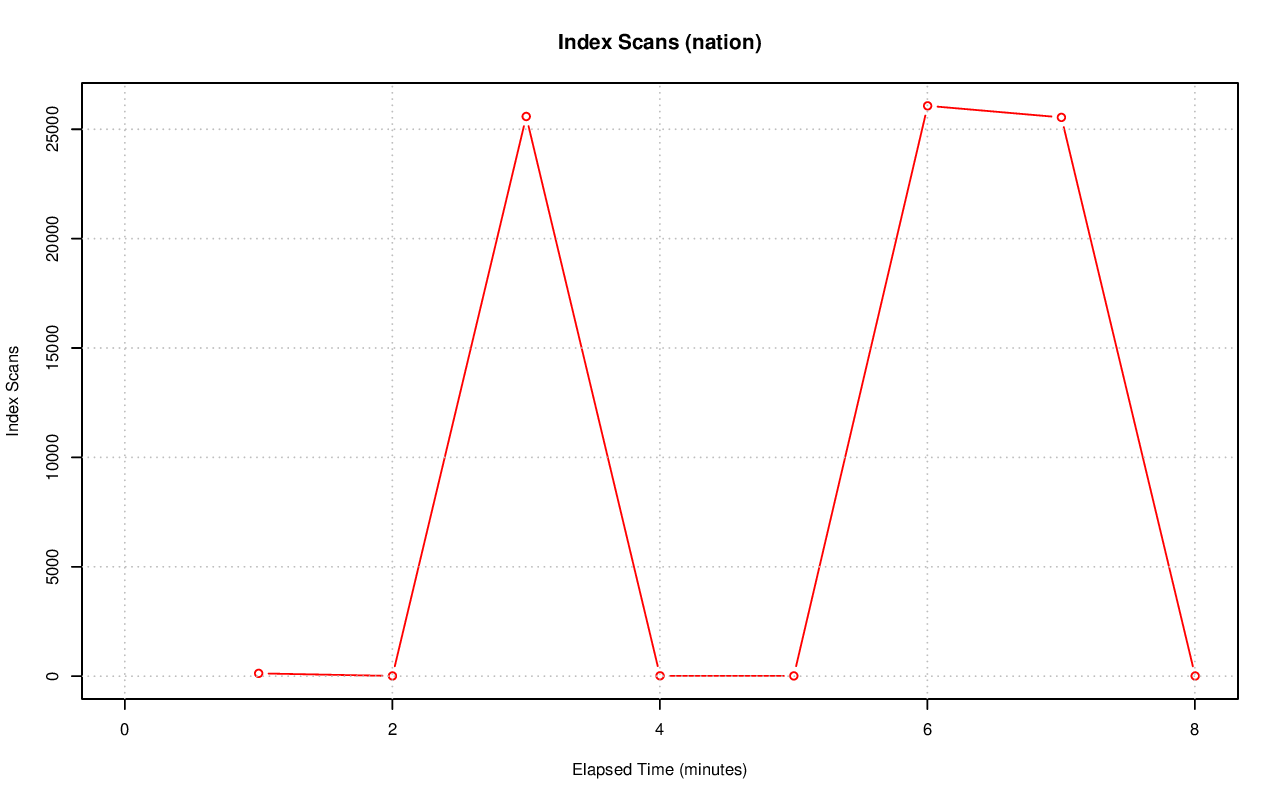 Index Scans (nation)
Index Scans
25000
20000
15000
10000
5000
0
0 2 4 6 8
Elapsed Time (minutes)